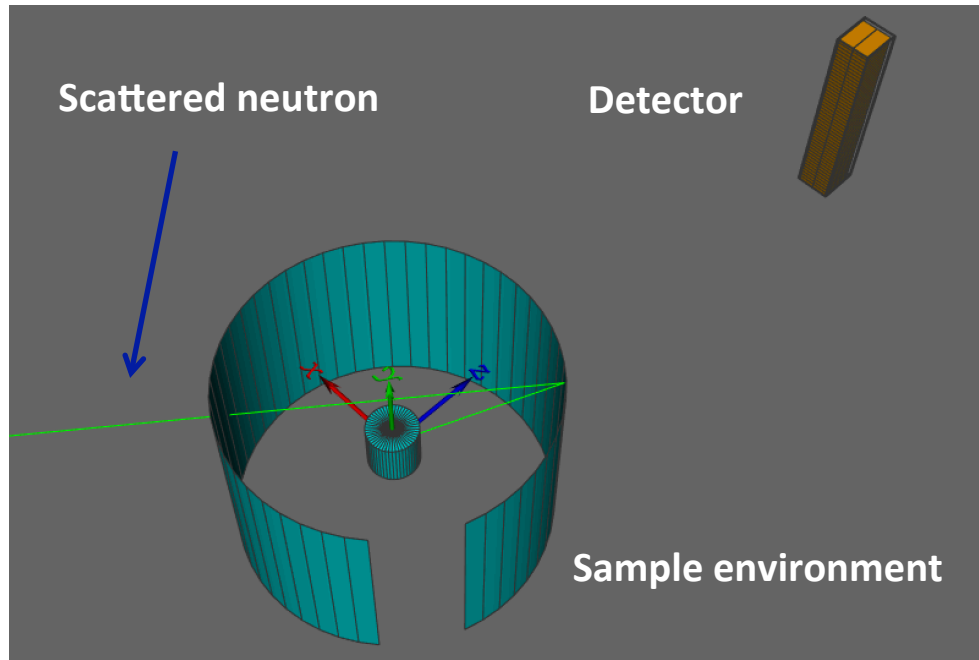 Scattered neutron
Detector
X
Y
Z
Sample environment